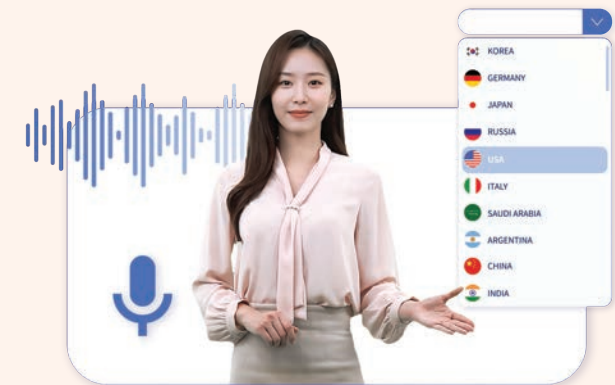 KOREA
GERMANY
JAPAN
RUSSIA
USA
ITALY
SAUDI ARABIA
ARGENTINA
CHINA
INDIA